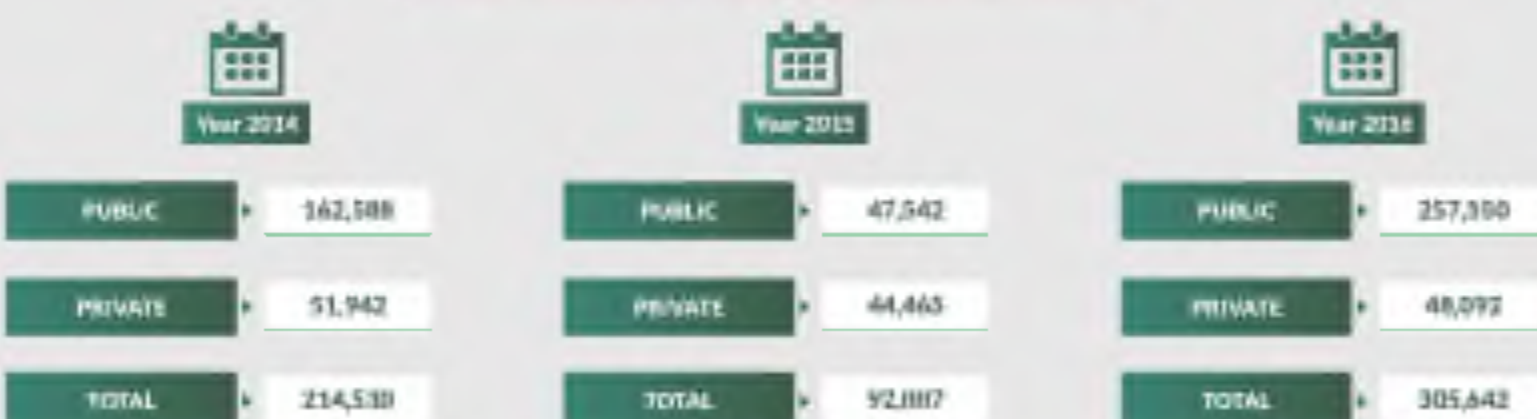 Year 2014 Year 2015 Year 2016
PUBLIC 162,588 PUBLIC 47,542 PUBLIC 257,550
PRIVATE 51,942 PRIVATE 44,465 PRIVATE 48,092
TOTAL 214,530 TOTAL 92,007 TOTAL 305,642